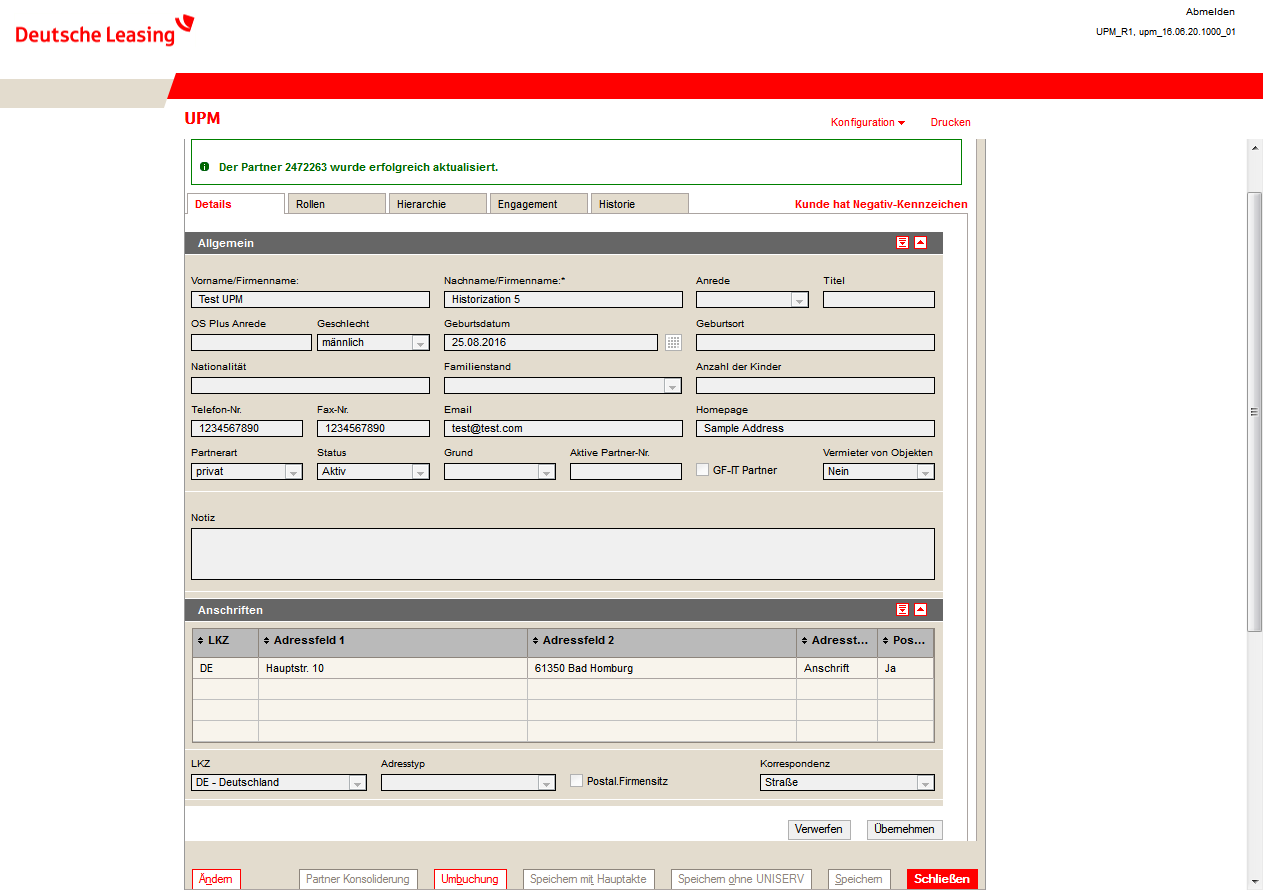 Deutsche Leasing
Abmelden
UPM_R1, upm_16.06.20.1000_01
UPM
Konfiguration Drucken
Der Partner 2472263 wurde erfolgreich aktualisiert.
Details Rollen Hierarchie Engagement Historie Kunde hat Negativ-Kennzeichen
Allgemein
Vorname/Firmenname: Nachname/Firmenname:* Anrede Titel
Test UPM Historization 5
OS Plus Anrede Geschlecht Geburtsdatum Geburtsort
männlich 25.08.2016
Nationalität Familienstand Anzahl der Kinder
Telefon-Nr. Fax-Nr. Email Homepage
1234567890 1234567890 test@test.com Sample Address
Partnerart Status Grund Aktive Partner-Nr. Vermieter von Objekten
privat Aktiv GF-IT Partner Nein
Notiz
Anschriften
LKZ Adressfeld 1 Adressfeld 2 Adresst... Pos...
DE Hauptstr. 10 61350 Bad Homburg Anschrift Ja
LKZ Adresstyp Korrespondenz
DE - Deutschland Postal.Firmensitz Straße
Verwerfen Übernehmen
Ändern Partner Konsolidierung Umbuchung Speichern mit Hauptakte Speichern ohne UNISERV Speichern Schließen